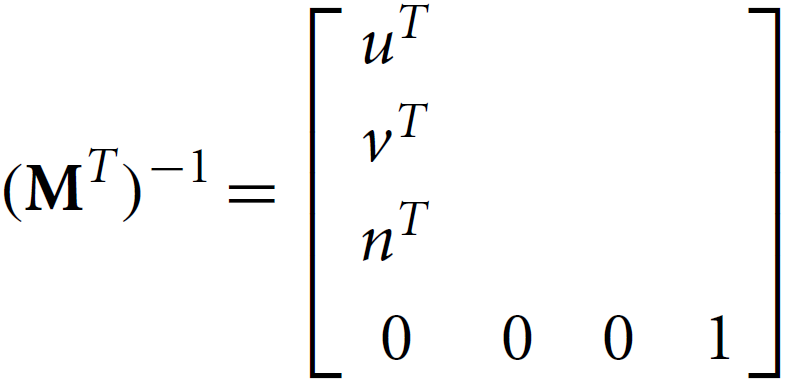 u^T
v^T
(M^T)^{-1} =
n^T
0 0 0 1